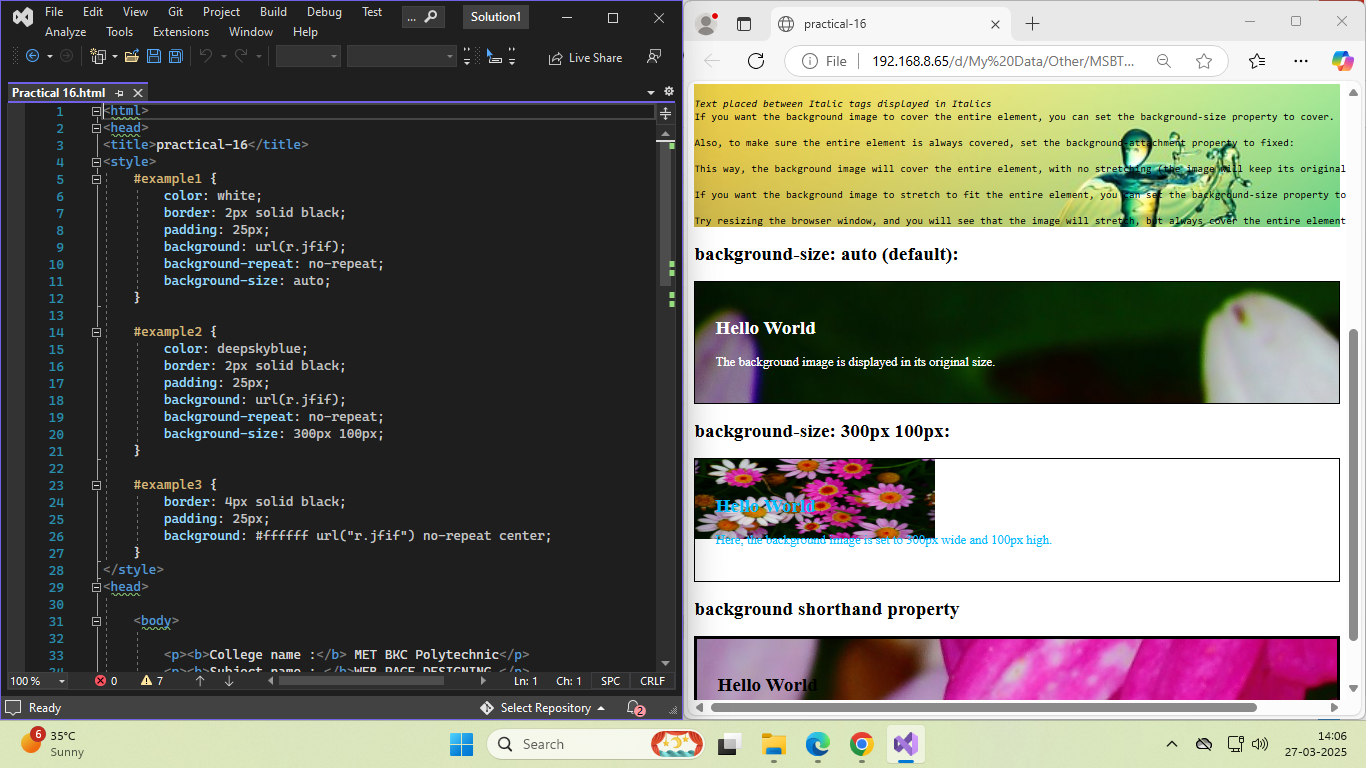 File Edit View Git Project Build Debug Test ... Solution1
Analyze Tools Extensions Window Help
Live Share
Practical 16.html
1 <html>
2 <head>
3 <title>practical-16</title>
4 <style>
5 #example1 {
6 color: white;
7 border: 2px solid black;
8 padding: 25px;
9 background: url(r.jfif);
10 background-repeat: no-repeat;
11 background-size: auto;
12 }
13
14 #example2 {
15 color: deepskyblue;
16 border: 2px solid black;
17 padding: 25px;
18 background: url(r.jfif);
19 background-repeat: no-repeat;
20 background-size: 300px 100px;
21 }
22
23 #example3 {
24 border: 4px solid black;
25 padding: 25px;
26 background: #ffffff url("r.jfif") no-repeat center;
27 }
28 </style>
29 <head>
30
31 <body>
32
33 <p><b>College name :</b> MET BKC Polytechnic</p>
34 <p><b>Subject name : </b>WEB PAGE DESIGNING </p>
100 % 0 7 Ln: 1 Ch: 1 SPC CRLF
Ready Select Repository 2
practical-16
File 192.168.8.65/d/My%20Data/Other/MSBT...
Text placed between Italic tags displayed in Italics
If you want the background image to cover the entire element, you can set the background-size property to cover.
Also, to make sure the entire element is always covered, set the background-attachment property to fixed:
This way, the background image will cover the entire element, with no stretching (the image will keep its original
If you want the background image to stretch to fit the entire element, you can set the background-size property to
Try resizing the browser window, and you will see that the image will stretch, but always cover the entire element
background-size: auto (default):
Hello World
The background image is displayed in its original size.
background-size: 300px 100px:
Hello World
Here, the background image is set to 300px wide and 100px high.
background shorthand property
Hello World
6 35°C
Sunny
Search
14:06
27-03-2025